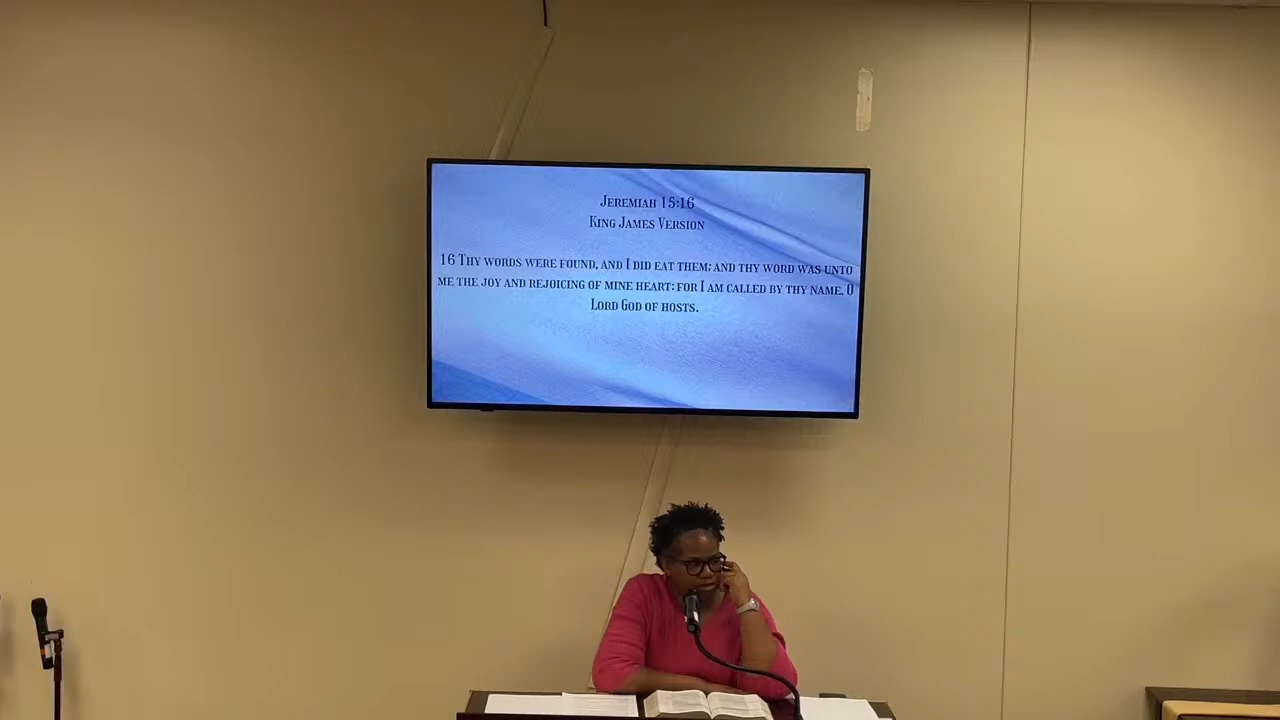 Jeremiah 15:16
King James Version
16 Thy words were found, and I did eat them; and thy word was unto
me the joy and rejoicing of mine heart: for I am called by thy name, O
Lord God of hosts.